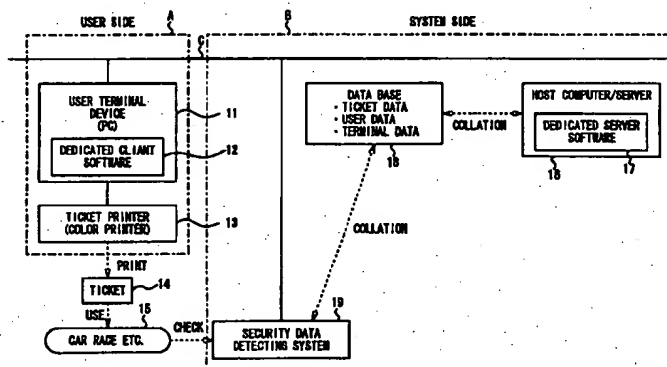 USER SIDE
A
B
SYSTEM SIDE
C
USER TERMINAL
DEVICE
(PC)
11
DEDICATED CLIANT
SOFTWARE
12
TICKET PRINTER
(COLOR PRINTER)
13
PRINT
TICKET
14
USE
15
CAR RACE ETC.
CHECK
DATA BASE
· TICKET DATA
· USER DATA
· TERMINAL DATA
18
COLLATION
HOST COMPUTER/SERVER
DEDICATED SERVER
SOFTWARE
17
16
COLLATION
19
SECURITY DATA
DETECTING SYSTEM